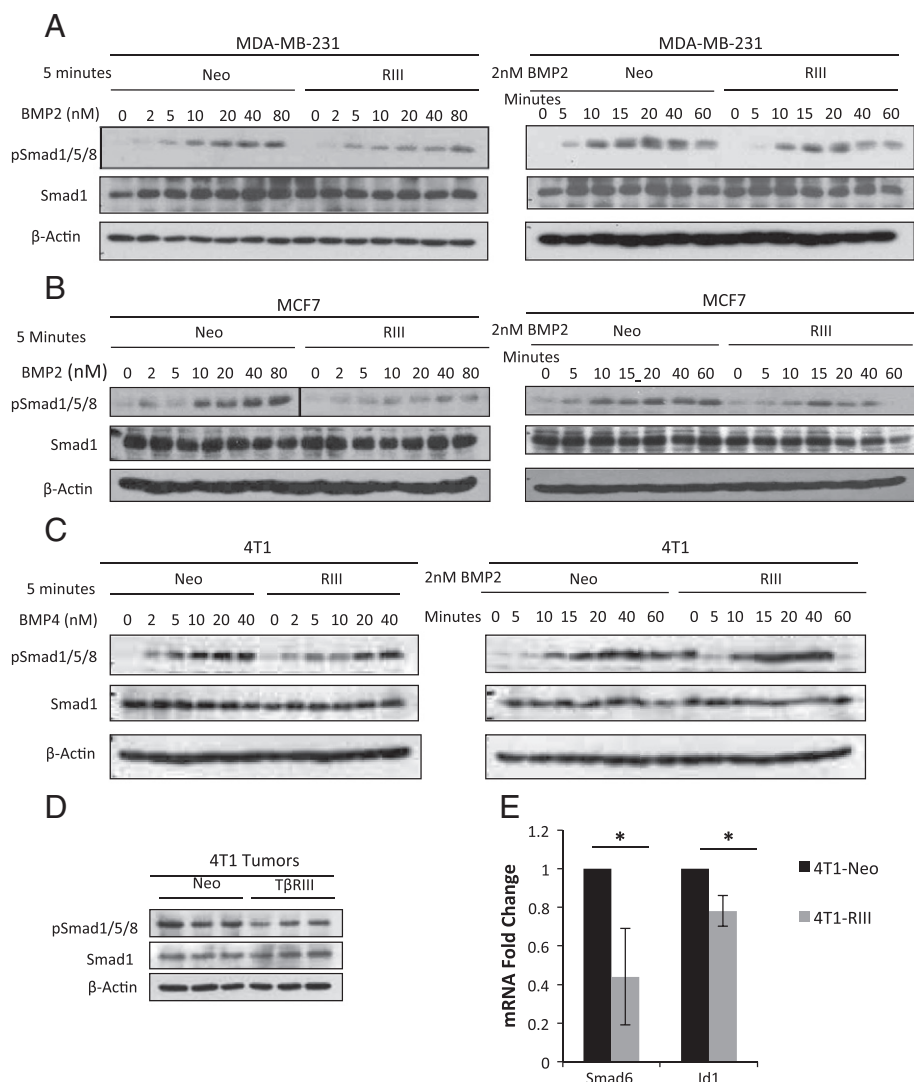 A
MDA-MB-231
5 minutes Neo RIII
BMP2 (nM) 0 2 5 10 20 40 80 0 2 5 10 20 40 80
pSmad1/5/8
Smad1
β-Actin
MDA-MB-231
2nM BMP2 Neo RIII
Minutes 0 5 10 15 20 40 60 0 5 10 15 20 40 60
B
MCF7
5 Minutes Neo RIII
BMP2 (nM) 0 2 5 10 20 40 80 0 2 5 10 20 40 80
pSmad1/5/8
Smad1
β-Actin
MCF7
2nM BMP2 Neo RIII
Minutes 0 5 10 15 20 40 60 0 5 10 15 20 40 60
C
4T1
5 minutes Neo RIII
BMP4 (nM) 0 2 5 10 20 40 0 2 5 10 20 40
pSmad1/5/8
Smad1
β-Actin
4T1
2nM BMP2 Neo RIII
Minutes 0 5 10 15 20 40 60 0 5 10 15 20 40 60
D
4T1 Tumors
Neo TβRIII
pSmad1/5/8
Smad1
β-Actin
E
mRNA Fold Change
1.2
1
0.8
0.6
0.4
0.2
0
* *
4T1-Neo
4T1-RIII
Smad6 Id1